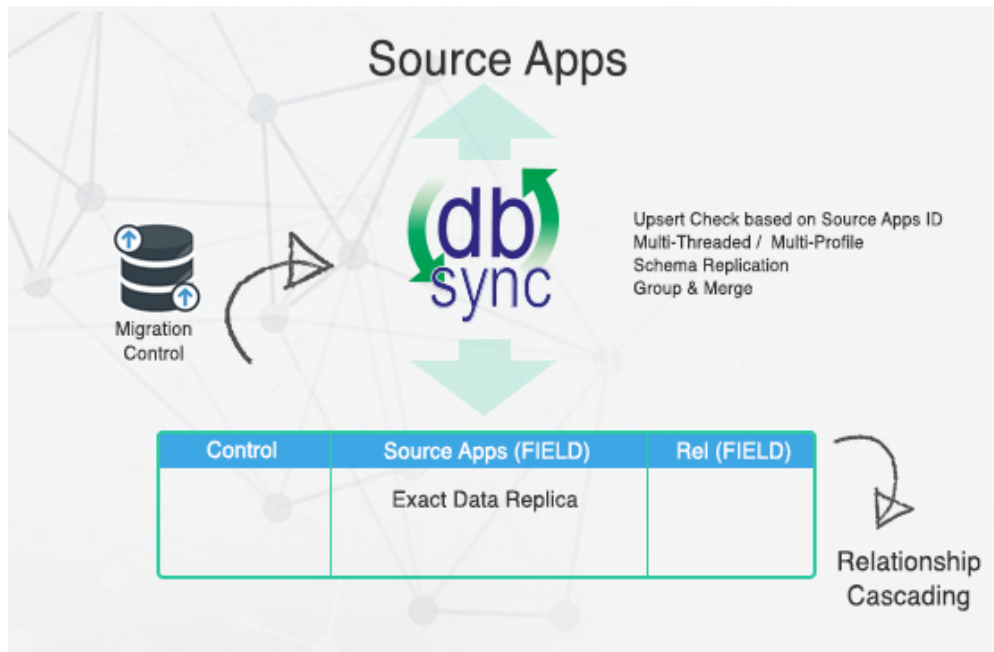 Source Apps
db
sync
Upsert Check based on Source Apps ID
Multi-Threaded / Multi-Profile
Schema Replication
Group & Merge
Migration
Control
Control
Source Apps (FIELD)
Rel (FIELD)
Exact Data Replica
Relationship
Cascading